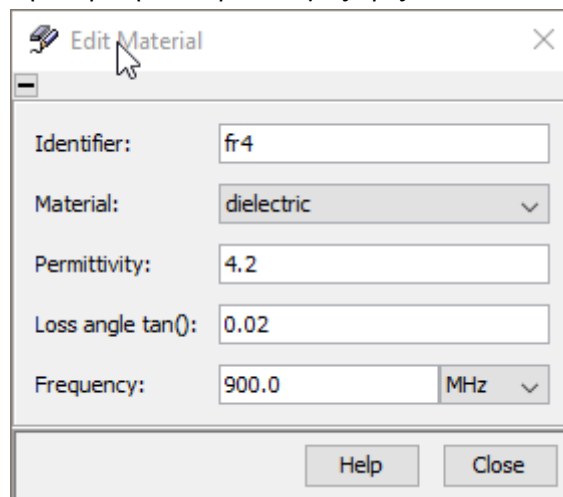 Edit Material
Identifier: fr4
Material: dielectric
Permittivity: 4.2
Loss angle tan(): 0.02
Frequency: 900.0 MHz
Help Close